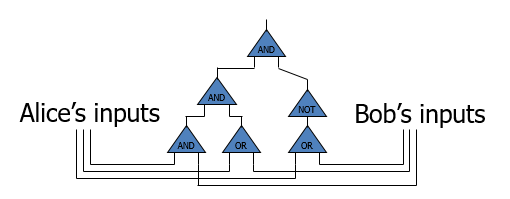 AND
AND
NOT
Alice's inputs
Bob's inputs
AND
OR
OR